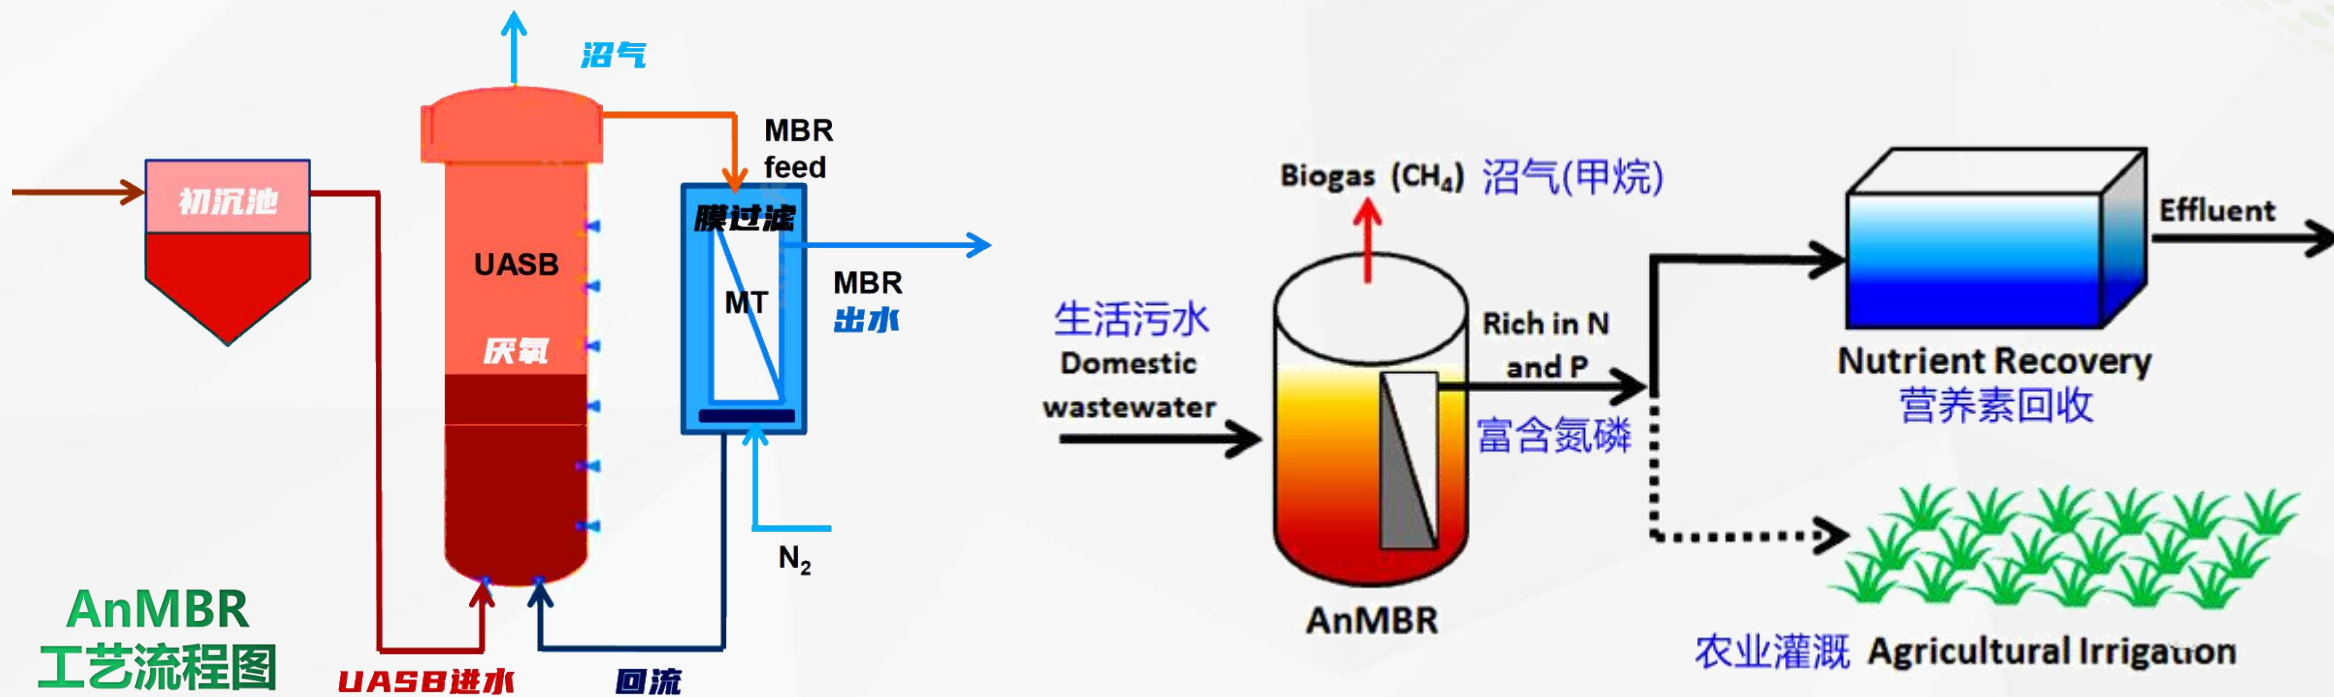 沼气
MBR
feed
初沉池
膜过滤
UASB
MT
MBR
出水
厌氧
N₂
AnMBR
工艺流程图
UASB进水
回流
Biogas (CH₄) 沼气(甲烷)
生活污水
Domestic
wastewater
Rich in N
and P
富含氮磷
AnMBR
Effluent
Nutrient Recovery
营养素回收
农业灌溉 Agricultural Irrigation